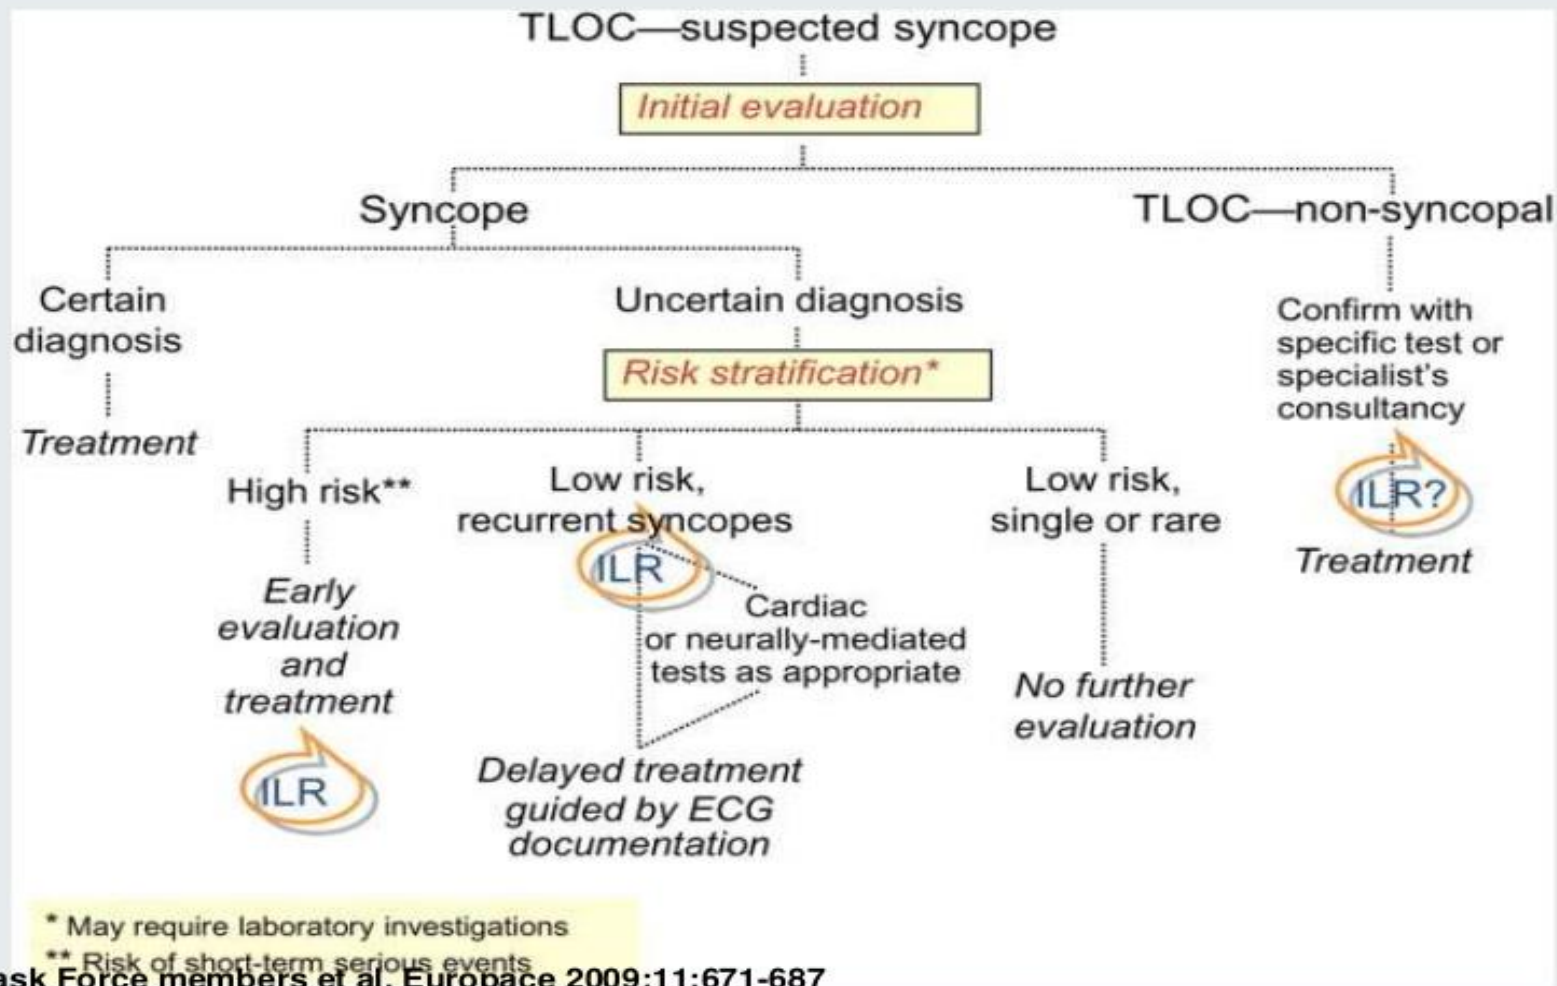 TLOC—suspected syncope
Initial evaluation
Syncope
TLOC—non-syncopal
Certain
diagnosis
Treatment
Uncertain diagnosis
Risk stratification*
High risk**
Early
evaluation
and
treatment
ILR
Low risk,
recurrent syncopes
ILR
Cardiac
or neurally-mediated
tests as appropriate
Delayed treatment
guided by ECG
documentation
Low risk,
single or rare
No further
evaluation
Confirm with
specific test or
specialist's
consultancy
ILR?
Treatment
* May require laboratory investigations
** Risk of short-term serious events
ask Force members et al. Europace 2009;11:671-687